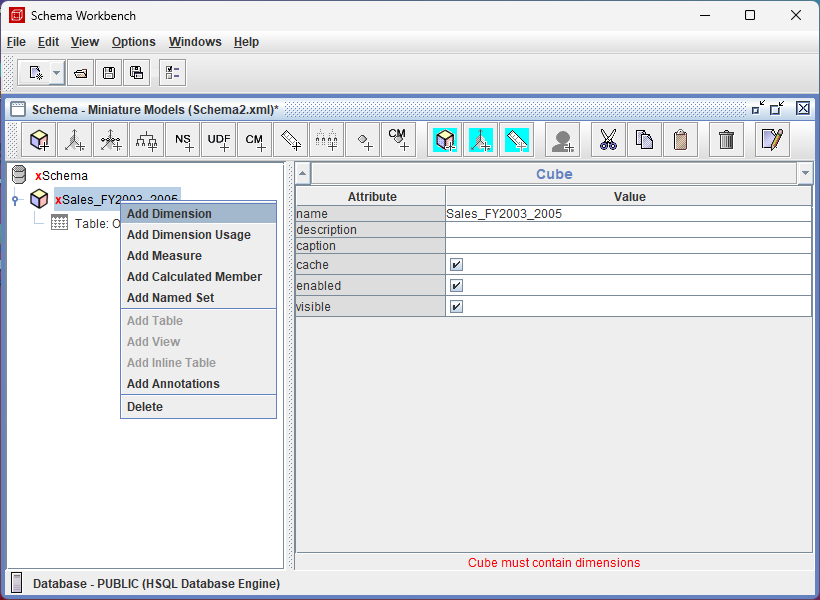 Schema Workbench
File Edit View Options Windows Help
Schema - Miniature Models (Schema2.xml)*
NS UDF CM CM
xSchema
xSales_FY2003_2005
Table: O
Add Dimension
Add Dimension Usage
Add Measure
Add Calculated Member
Add Named Set
Add Table
Add View
Add Inline Table
Add Annotations
Delete
Cube
Attribute Value
name Sales_FY2003_2005
description
caption
cache
enabled
visible
Cube must contain dimensions
Database - PUBLIC (HSQL Database Engine)